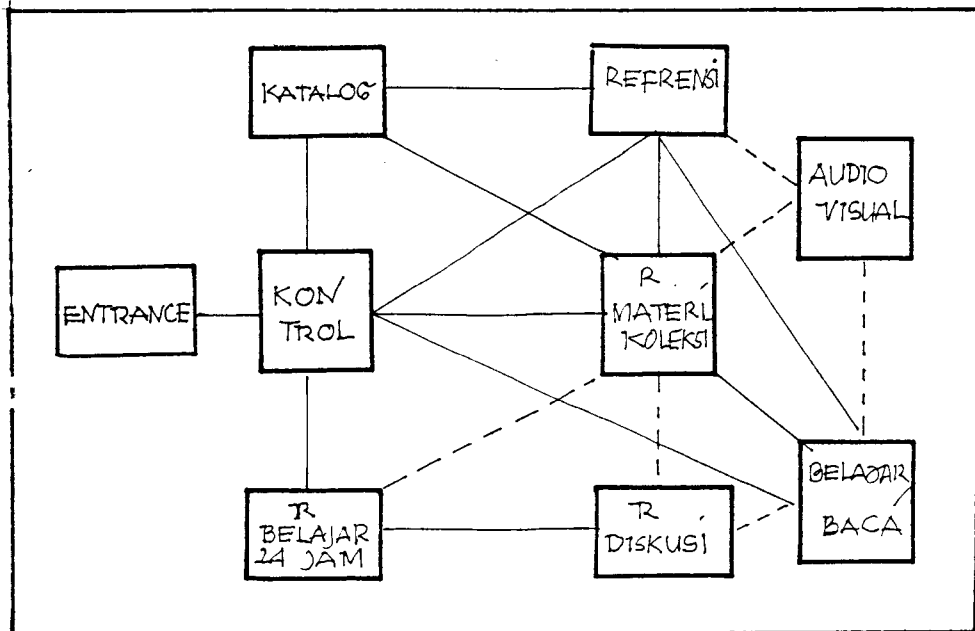 KATALOG
REFRENSI
AUDIO
VISUAL
ENTRANCE
KON
TROL
R.
MATERI
KOLEKSI
R
BELAJAR
24 JAM
R.
DISKUSI
BELAJAR
BACA